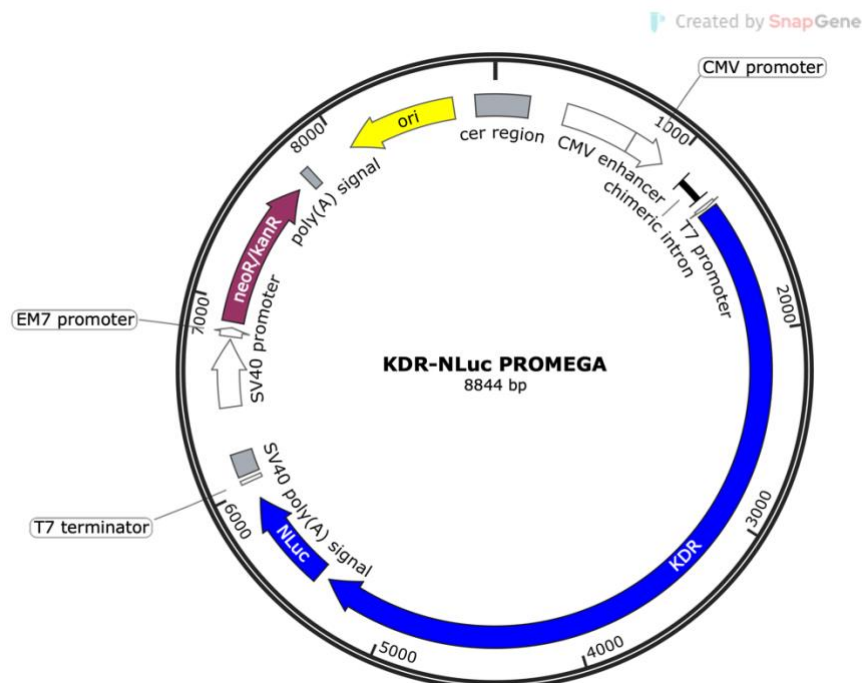 Created by SnapGene
CMV promoter
1000
8000
ori
cer region
CMV enhancer
chimeric intron
T7 promoter
poly(A) signal
neoR/kanR
2000
7000
EM7 promoter
SV40 promoter
KDR-NLuc PROMEGA
8844 bp
SV40 poly(A) signal
T7 terminator
6000
NLuc
3000
KDR
5000
4000